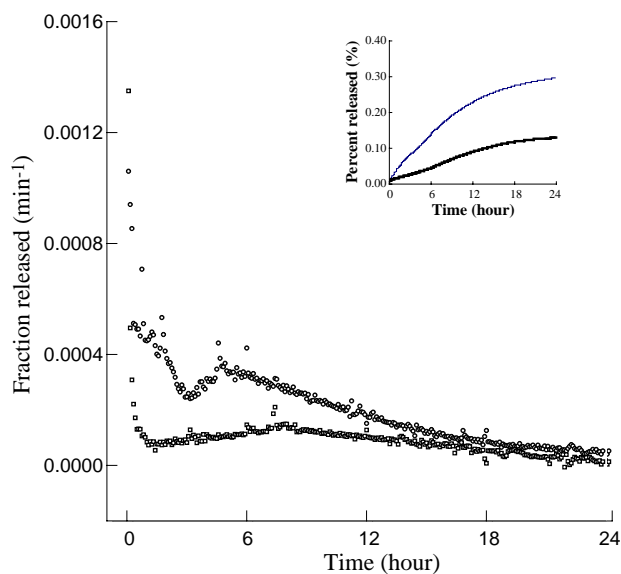 0.0016
0.0012
0.0008
0.0004
0.0000
Fraction released (min-1)
0 6 12 18 24
Time (hour)
0.40
0.30
0.20
0.10
0.00
Percent released (%)
0 6 12 18 24
Time (hour)